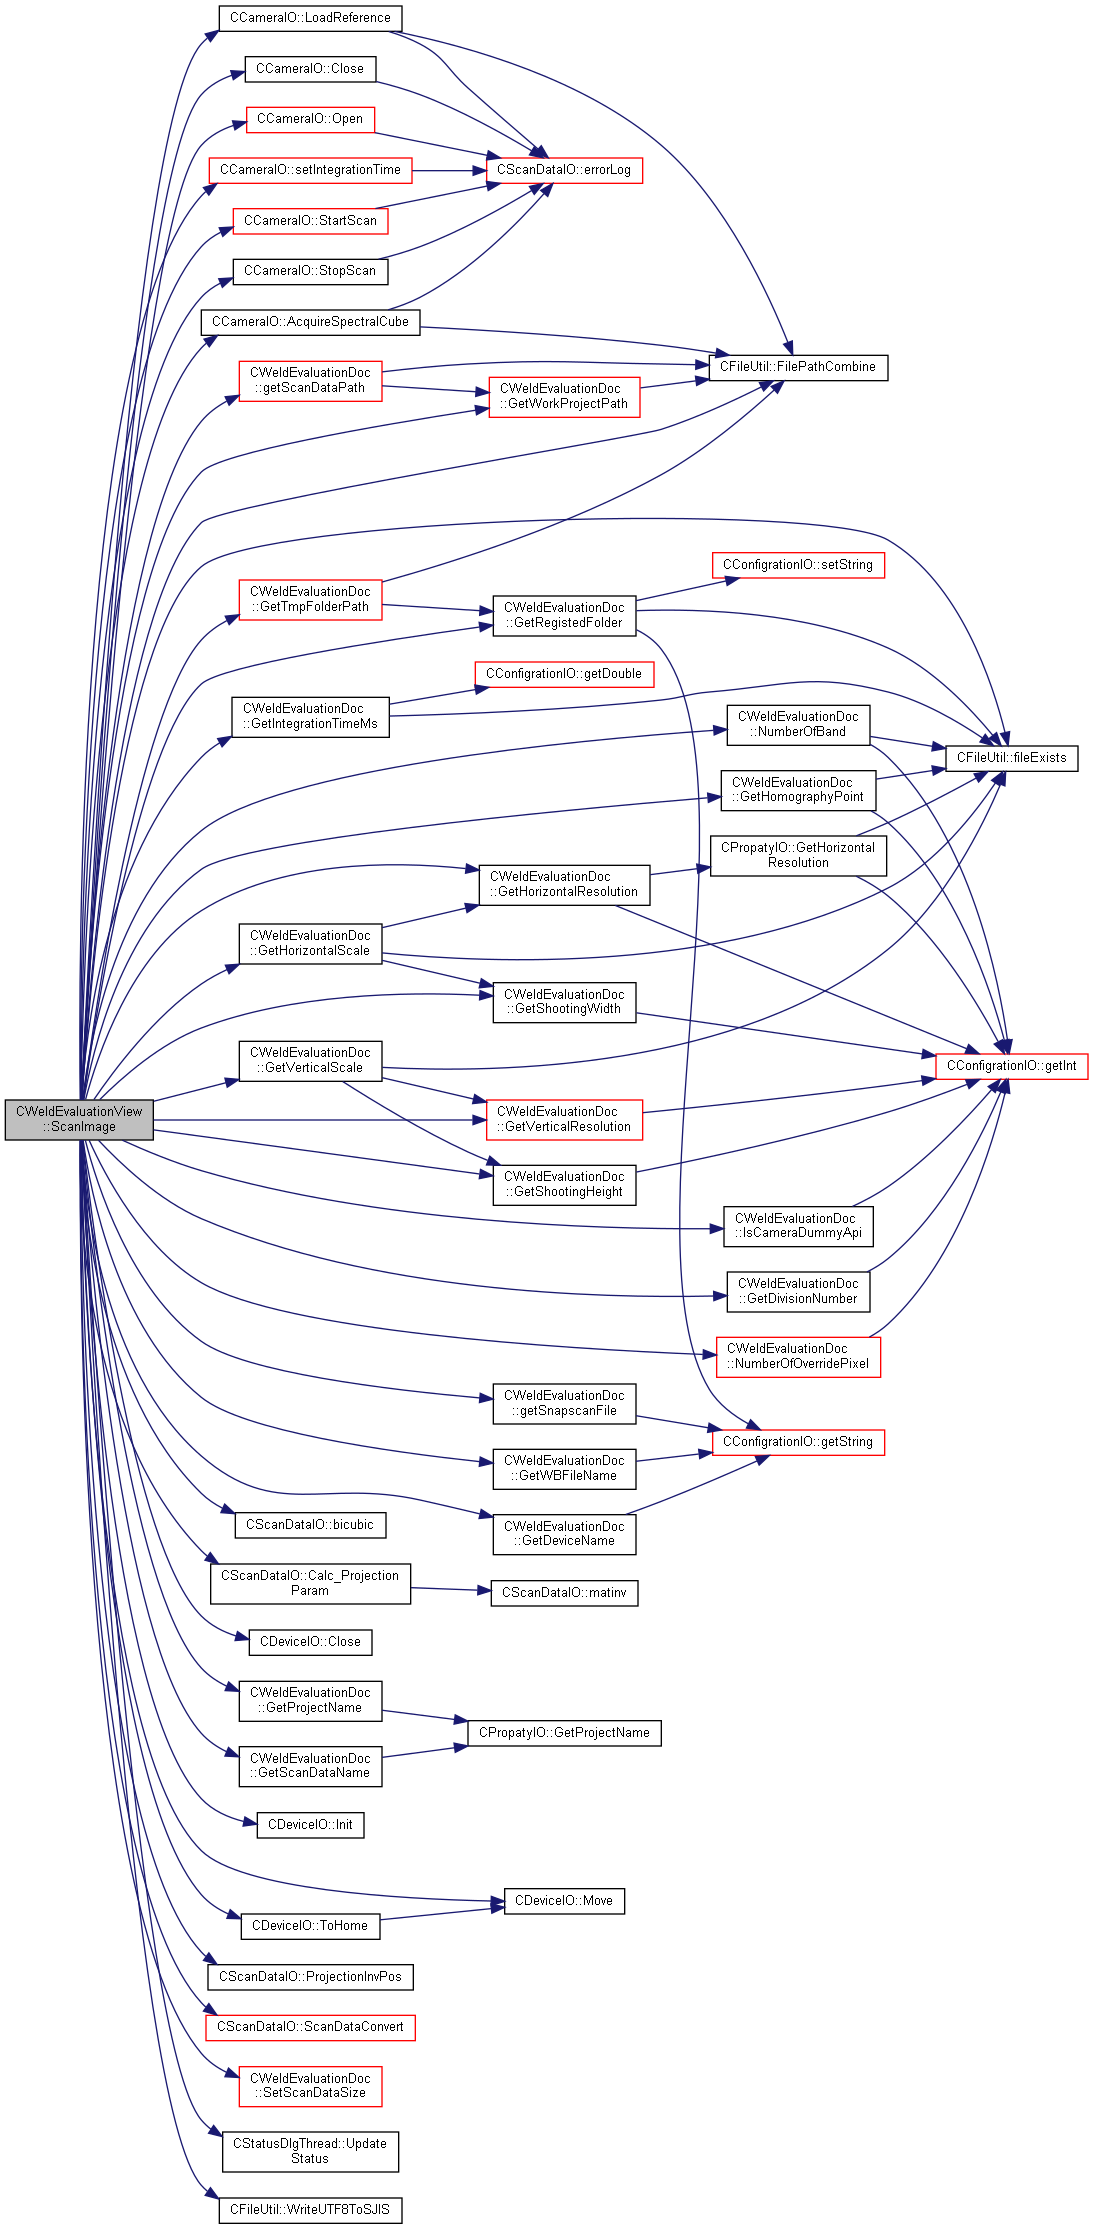 CCameraIO::LoadReference
CCameraIO::Close
CCameraIO::Open
CScanDataIO::errorLog
CCameraIO::setIntegrationTime
CCameraIO::StartScan
CCameraIO::StopScan
CCameraIO::AcquireSpectralCube
CFileUtil::FilePathCombine
CWeldEvaluationDoc
::getScanDataPath
CWeldEvaluationDoc
::GetWorkProjectPath
CConfigrationIO::setString
CWeldEvaluationDoc
::GetTmpFolderPath
CWeldEvaluationDoc
::GetRegistedFolder
CConfigrationIO::getDouble
CWeldEvaluationDoc
::GetIntegrationTimeMs
CWeldEvaluationDoc
::NumberOfBand
CFileUtil::fileExists
CWeldEvaluationDoc
::GetHomographyPoint
CPropatyIO::GetHorizontal
Resolution
CWeldEvaluationDoc
::GetHorizontalResolution
CWeldEvaluationDoc
::GetHorizontalScale
CWeldEvaluationDoc
::GetShootingWidth
CWeldEvaluationDoc
::GetVerticalScale
CConfigrationIO::getInt
CWeldEvaluationView
::ScanImage
CWeldEvaluationDoc
::GetVerticalResolution
CWeldEvaluationDoc
::GetShootingHeight
CWeldEvaluationDoc
::IsCameraDummyApi
CWeldEvaluationDoc
::GetDivisionNumber
CWeldEvaluationDoc
::NumberOfOverridePixel
CWeldEvaluationDoc
::getSnapscanFile
CConfigrationIO::getString
CWeldEvaluationDoc
::GetWBFileName
CScanDataIO::bicubic
CWeldEvaluationDoc
::GetDeviceName
CScanDataIO::Calc_Projection
Param
CScanDataIO::matinv
CDeviceIO::Close
CWeldEvaluationDoc
::GetProjectName
CPropatyIO::GetProjectName
CWeldEvaluationDoc
::GetScanDataName
CDeviceIO::Init
CDeviceIO::Move
CDeviceIO::ToHome
CScanDataIO::ProjectionInvPos
CScanDataIO::ScanDataConvert
CWeldEvaluationDoc
::SetScanDataSize
CStatusDlgThread::Update
Status
CFileUtil::WriteUTF8ToSJIS